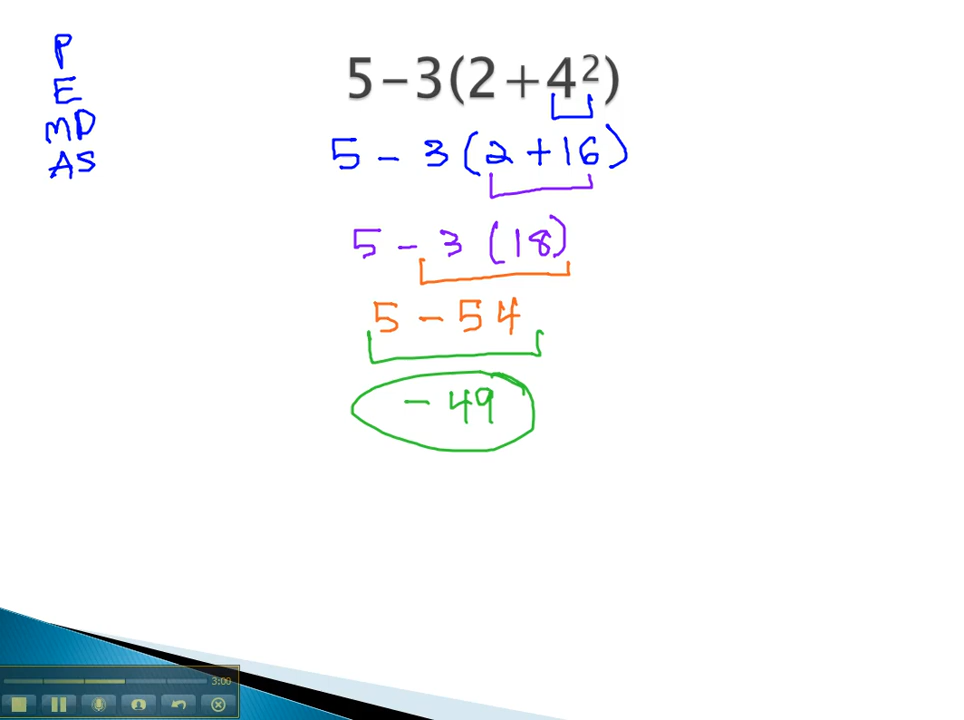 P
E
MD
AS
5-3(2+4²)
5 - 3 (2 + 16)
5 - 3 (18)
5 - 54
- 49
3:00